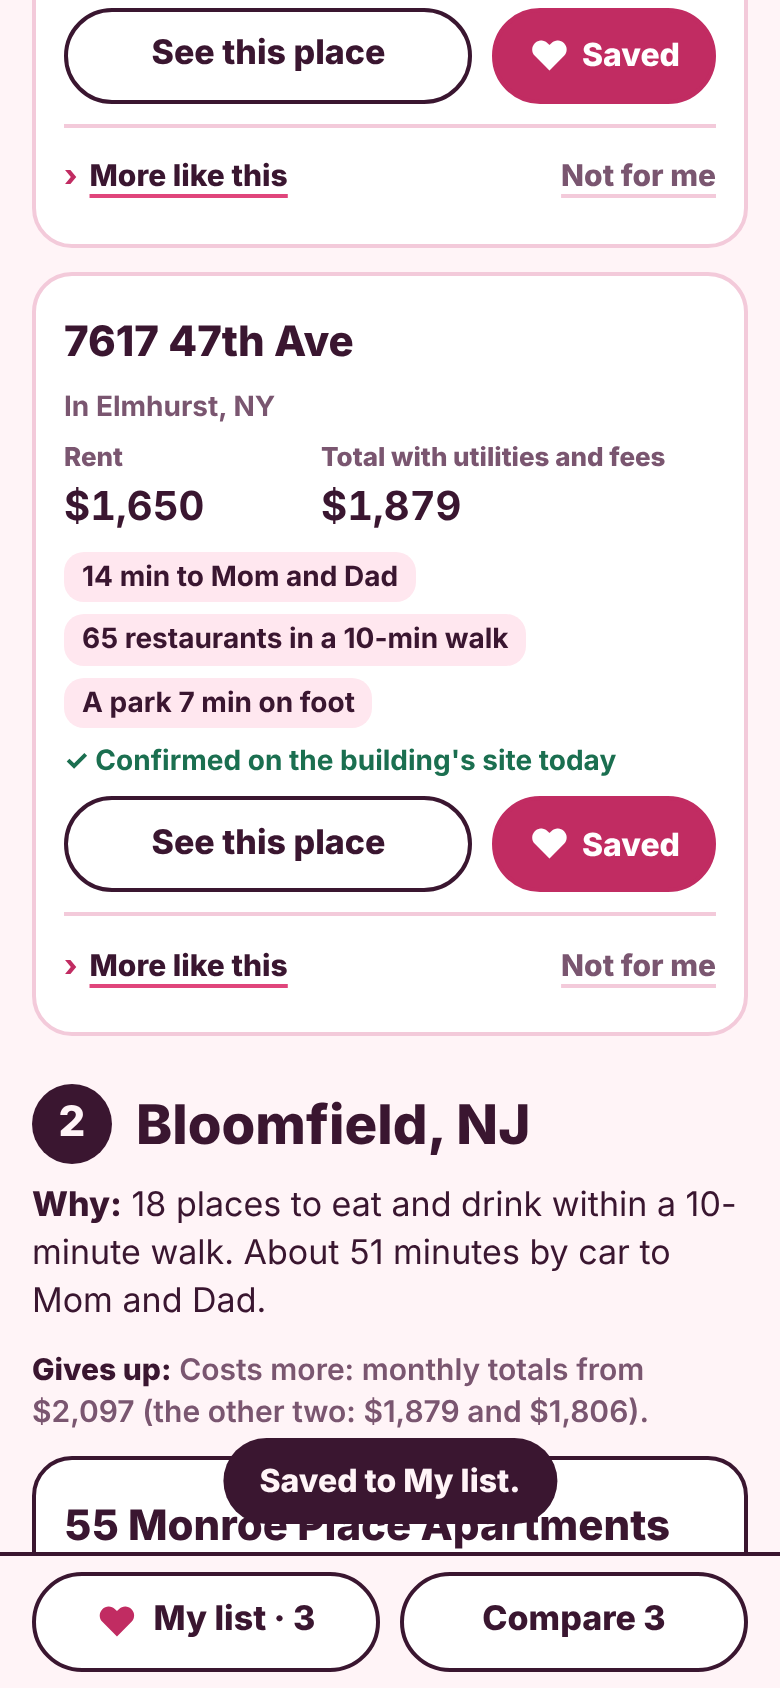 See this place
Saved
More like this
Not for me
7617 47th Ave
In Elmhurst, NY
Rent
Total with utilities and fees
$1,650
$1,879
14 min to Mom and Dad
65 restaurants in a 10-min walk
A park 7 min on foot
✓ Confirmed on the building's site today
See this place
Saved
More like this
Not for me
2
Bloomfield, NJ
Why: 18 places to eat and drink within a 10-
minute walk. About 51 minutes by car to
Mom and Dad.
Gives up: Costs more: monthly totals from
$2,097 (the other two: $1,879 and $1,806).
Saved to My list.
55 Monroe Place Apartments
My list · 3
Compare 3